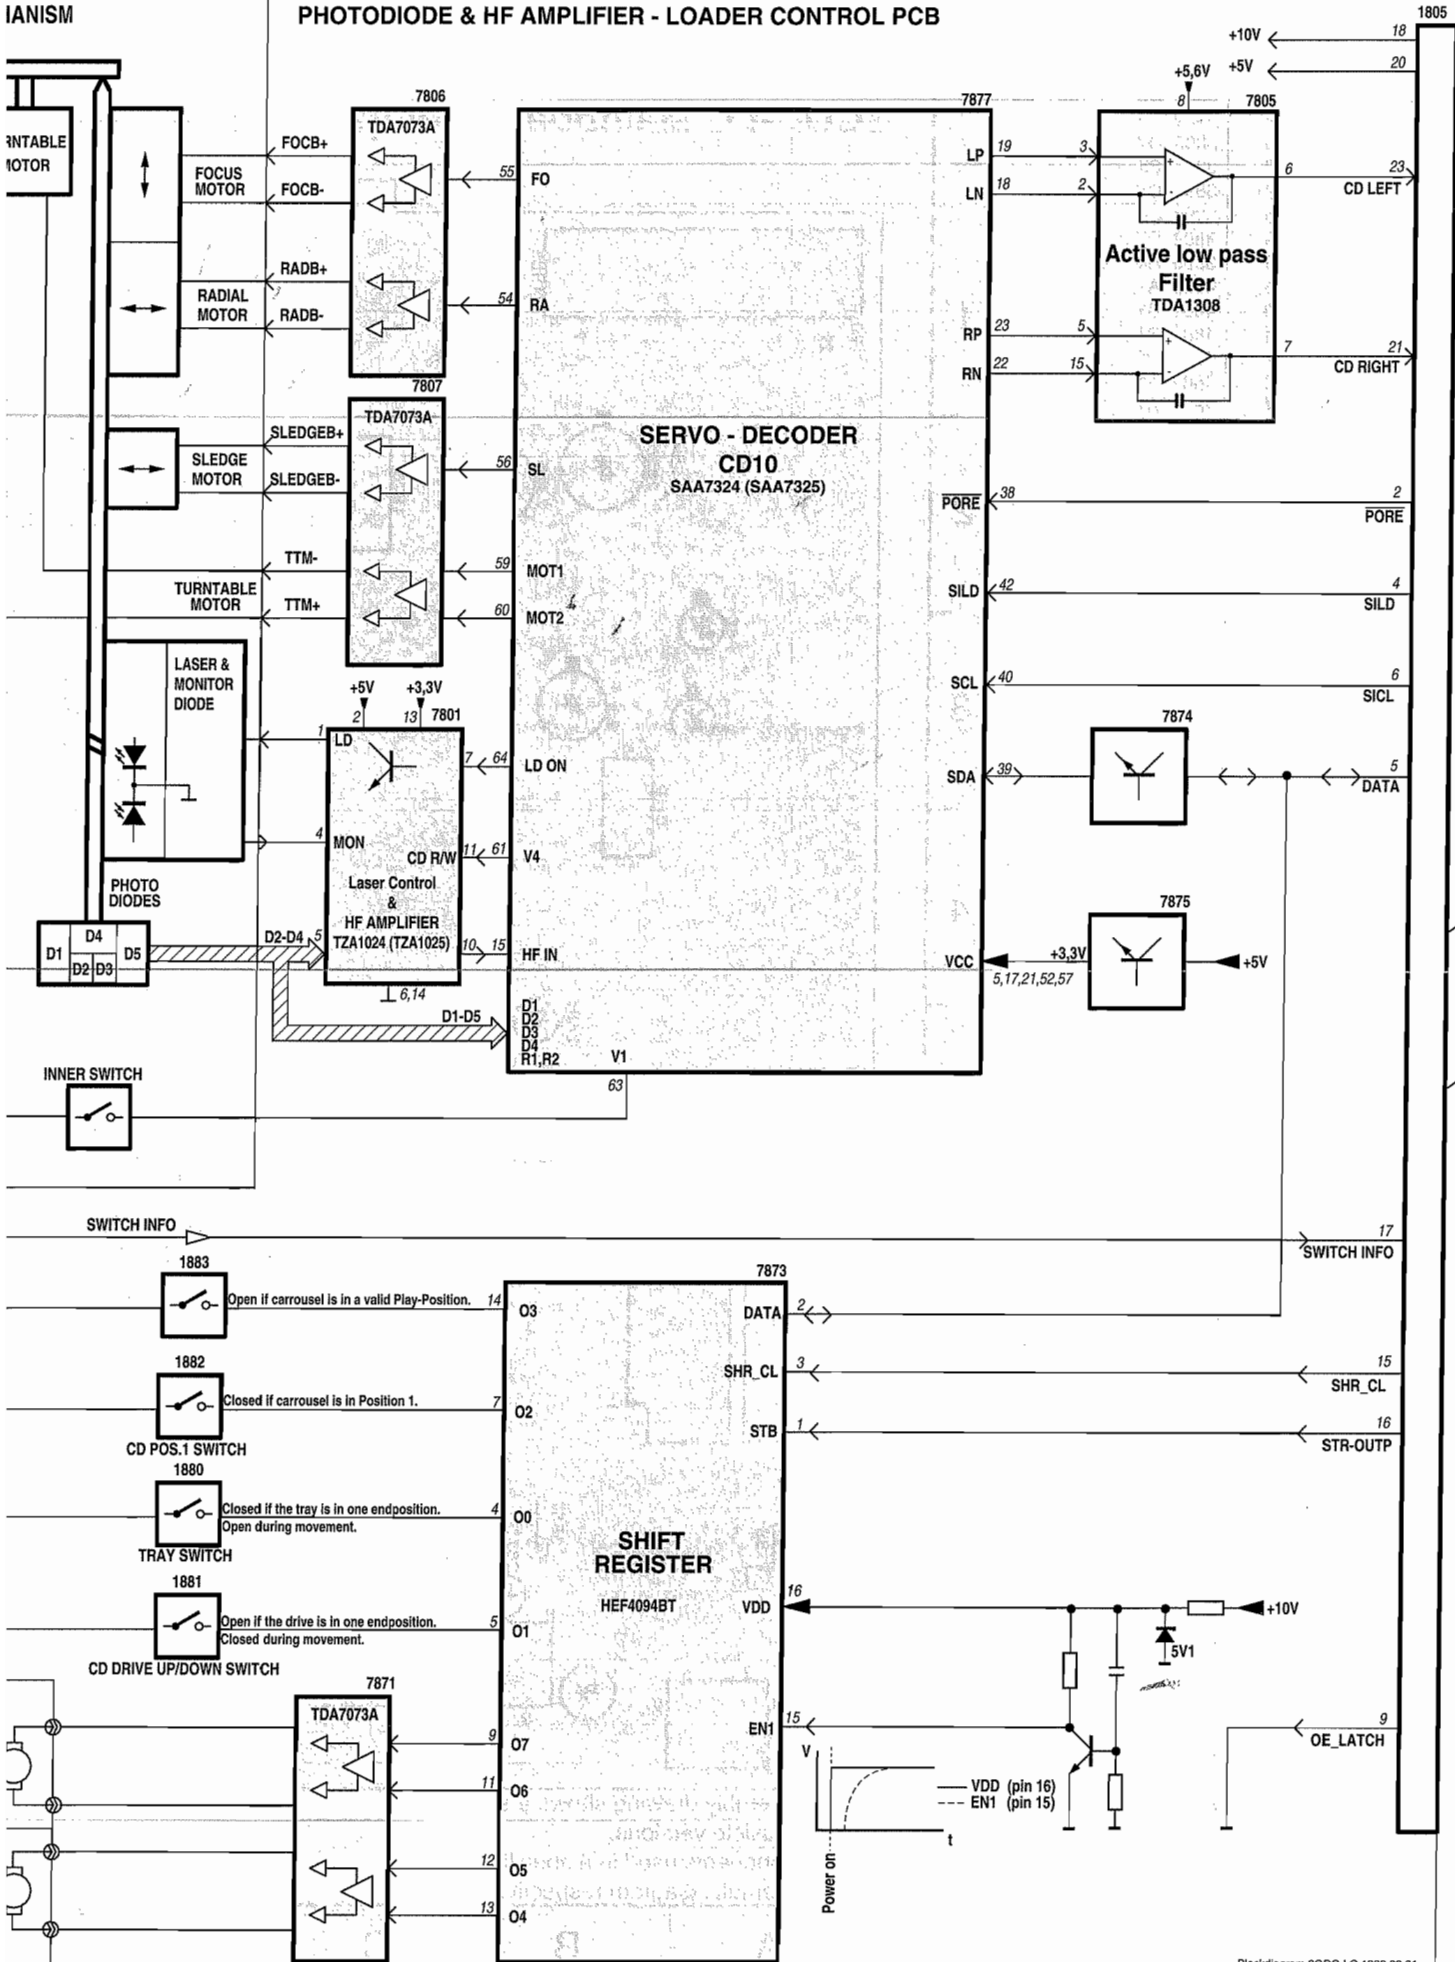 IANISM
PHOTODIODE & HF AMPLIFIER - LOADER CONTROL PCB
1805
+10V
18
+5V
20
RNTABLE
MOTOR
7806
TDA7073A
FOCB+
FOCB-
FOCUS
MOTOR
RADB+
RADB-
RADIAL
MOTOR
55
FO
54
RA
7877
LP
19
3
LN
18
2
+5,6V
8
7805
6
23
CD LEFT
Active low pass
Filter
TDA1308
RP
23
5
RN
22
15
7
21
CD RIGHT
7807
TDA7073A
SLEDGEB+
SLEDGE
MOTOR
SLEDGEB-
56
SL
SERVO - DECODER
CD10
SAA7324 (SAA7325)
PORE
38
2
PORE
TTM-
TURNTABLE
MOTOR
TTM+
59
MOT1
60
MOT2
SILD
42
4
SILD
LASER &
MONITOR
DIODE
+5V
2
+3,3V
13
7801
SCL
40
6
SICL
1
LD
7
64
LD ON
7874
SDA
39
5
DATA
4
MON
CD R/W
11
61
V4
Laser Control
&
HF AMPLIFIER
TZA1024 (TZA1025)
PHOTO
DIODES
D1
D4
D2
D3
D5
D2-D4
5
10
15
HF IN
6,14
7875
VCC
+3,3V
5,17,21,52,57
+5V
D1-D5
D1
D2
D3
D4
R1,R2
V1
63
INNER SWITCH
SWITCH INFO
17
SWITCH INFO
1883
Open if carrousel is in a valid Play-Position.
14
O3
7873
DATA
2
1882
Closed if carrousel is in Position 1.
7
O2
CD POS.1 SWITCH
SHR_CL
3
15
SHR_CL
STB
1
16
STR-OUTP
1880
Closed if the tray is in one endposition.
Open during movement.
4
O0
TRAY SWITCH
SHIFT
REGISTER
HEF4094BT
1881
Open if the drive is in one endposition.
Closed during movement.
5
O1
CD DRIVE UP/DOWN SWITCH
VDD
16
+10V
5V1
7871
TDA7073A
9
O7
11
O6
12
O5
13
O4
EN1
15
9
OE_LATCH
V
VDD (pin 16)
EN1 (pin 15)
t
Power on